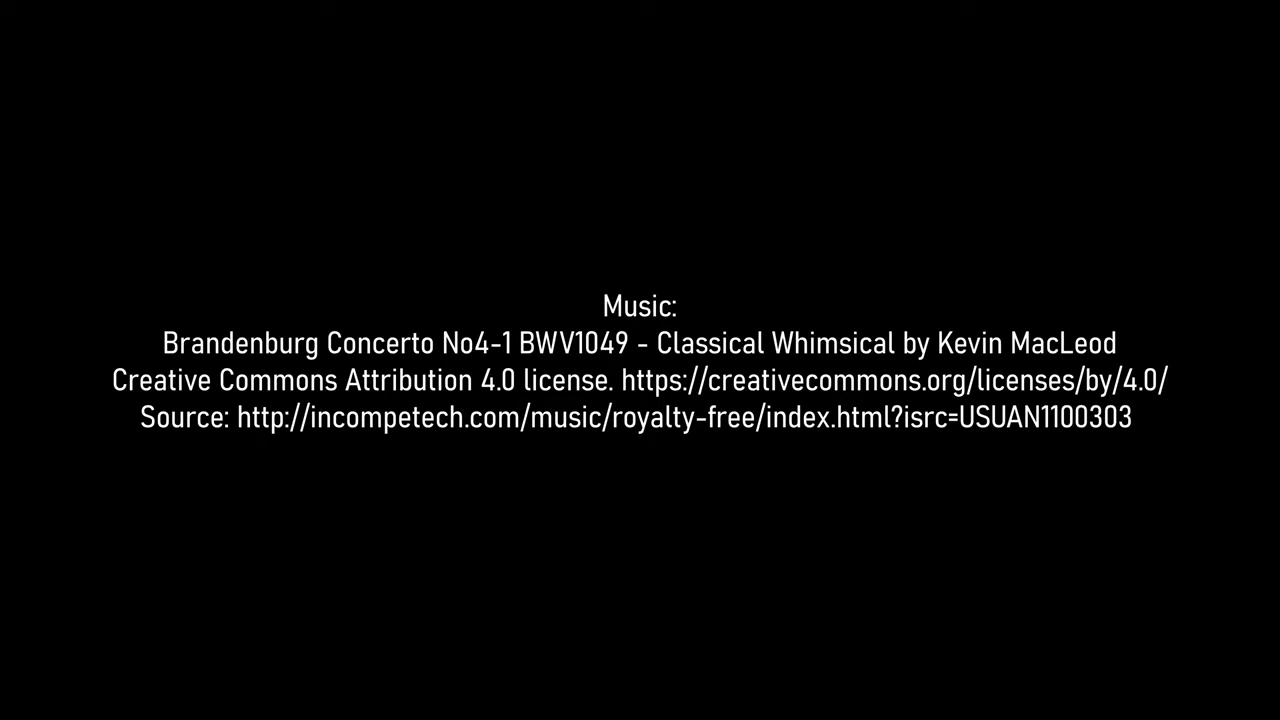 Music:
Brandenburg Concerto No4-1 BWV1049 - Classical Whimsical by Kevin MacLeod
Creative Commons Attribution 4.0 license. https://creativecommons.org/licenses/by/4.0/
Source: http://incompetech.com/music/royalty-free/index.html?isrc=USUAN1100303